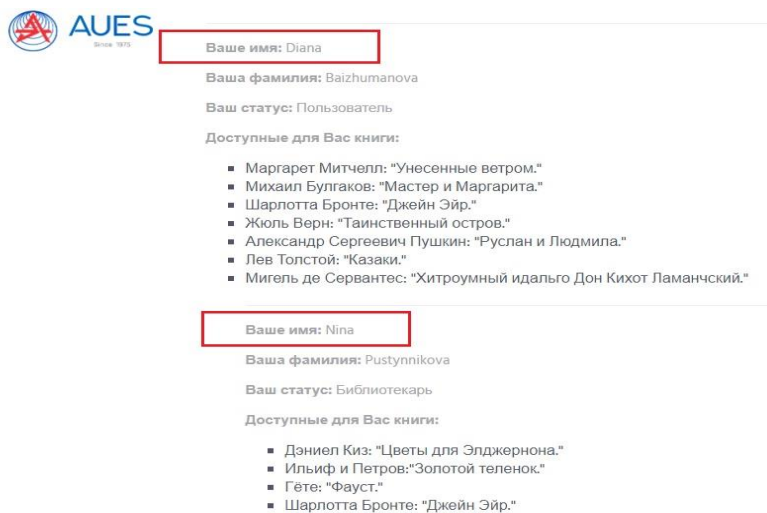 AUES
Since 1975
Ваше имя: Diana
Ваша фамилия: Baizhumanova
Ваш статус: Пользователь
Доступные для Вас книги:
Маргарет Митчелл: "Унесенные ветром."
Михаил Булгаков: "Мастер и Маргарита."
Шарлотта Бронте: "Джейн Эйр."
Жюль Верн: "Таинственный остров."
Александр Сергеевич Пушкин: "Руслан и Людмила."
Лев Толстой: "Казаки."
Мигель де Сервантес: "Хитроумный идальго Дон Кихот Ламанчский."
Ваше имя: Nina
Ваша фамилия: Pustynnikova
Ваш статус: Библиотекарь
Доступные для Вас книги:
Дэниел Киз: "Цветы для Элджернона."
Ильиф и Петров:"Золотой теленок."
Гёте: "Фауст."
Шарлотта Бронте: "Джейн Эйр."